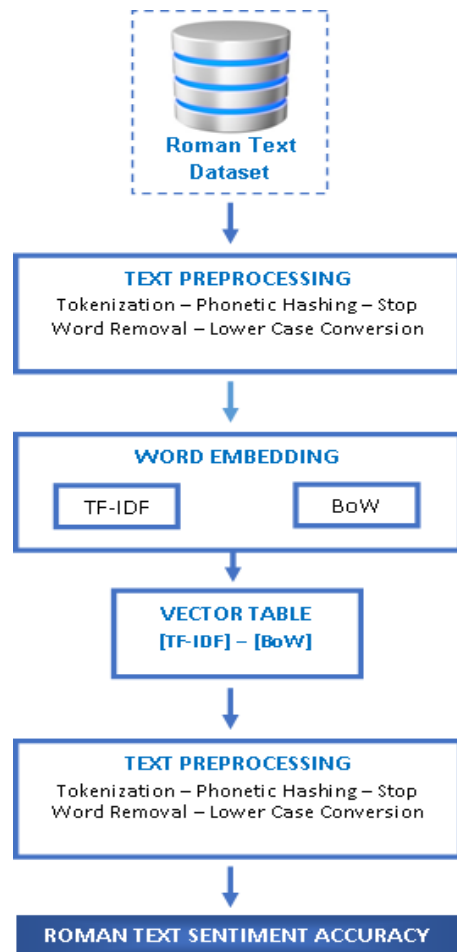 Roman Text
Dataset
TEXT PREPROCESSING
Tokenization – Phonetic Hashing – Stop
Word Removal – Lower Case Conversion
WORD EMBEDDING
TF-IDF
BoW
VECTOR TABLE
[TF-IDF] – [BoW]
TEXT PREPROCESSING
Tokenization – Phonetic Hashing – Stop
Word Removal – Lower Case Conversion
ROMAN TEXT SENTIMENT ACCURACY